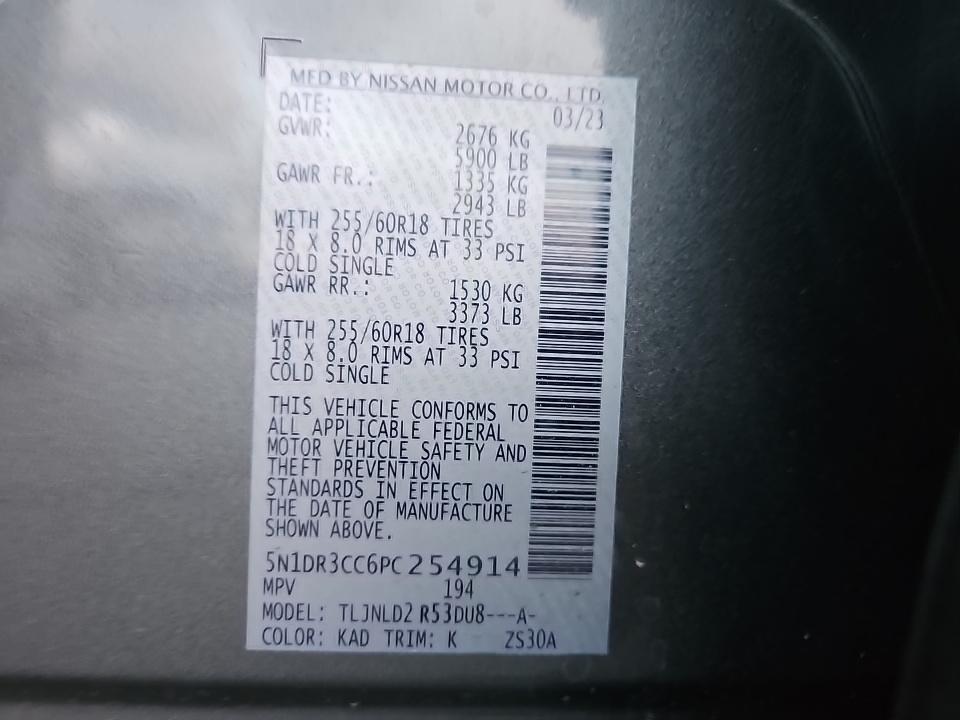 MFD BY NISSAN MOTOR CO., LTD.
DATE: 03/23
GVWR: 2676 KG
5900 LB
GAWR FR.: 1335 KG
2943 LB
WITH 255/60R18 TIRES
18 X 8.0 RIMS AT 33 PSI
COLD SINGLE
GAWR RR.: 1530 KG
3373 LB
WITH 255/60R18 TIRES
18 X 8.0 RIMS AT 33 PSI
COLD SINGLE
THIS VEHICLE CONFORMS TO
ALL APPLICABLE FEDERAL
MOTOR VEHICLE SAFETY AND
THEFT PREVENTION
STANDARDS IN EFFECT ON
THE DATE OF MANUFACTURE
SHOWN ABOVE.
5N1DR3CC6PC254914
MPV 194
MODEL: TLJNLD2 R53DU8---A-
COLOR: KAD TRIM: K ZS30A